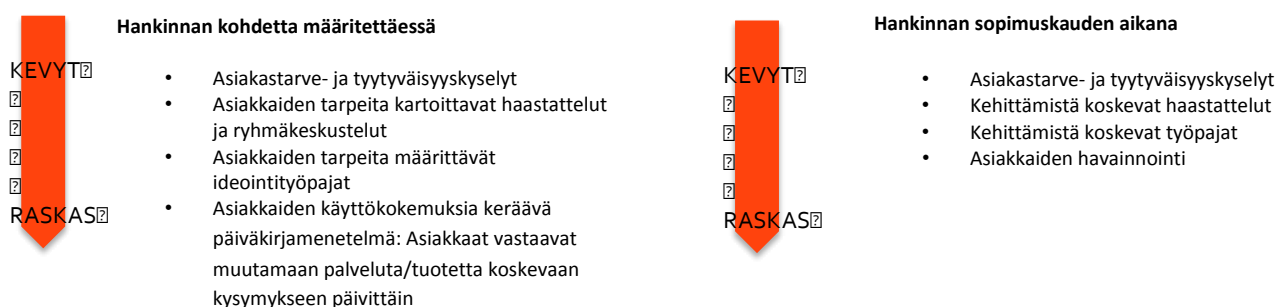 Hankinnan kohdetta määritettäessä
KEVYT
RASKAS
• Asiakastarve- ja tyytyväisyyskyselyt
• Asiakkaiden tarpeita kartoittavat haastattelut
ja ryhmäkeskustelut
• Asiakkaiden tarpeita määrittävät
ideointityöpajat
• Asiakkaiden käyttökokemuksia keräävä
päiväkirjamenetelmä: Asiakkaat vastaavat
muutamaan palveluta/tuotetta koskevaan
kysymykseen päivittäin
Hankinnan sopimuskauden aikana
KEVYT
RASKAS
• Asiakastarve- ja tyytyväisyyskyselyt
• Kehittämistä koskevat haastattelut
• Kehittämistä koskevat työpajat
• Asiakkaiden havainnointi